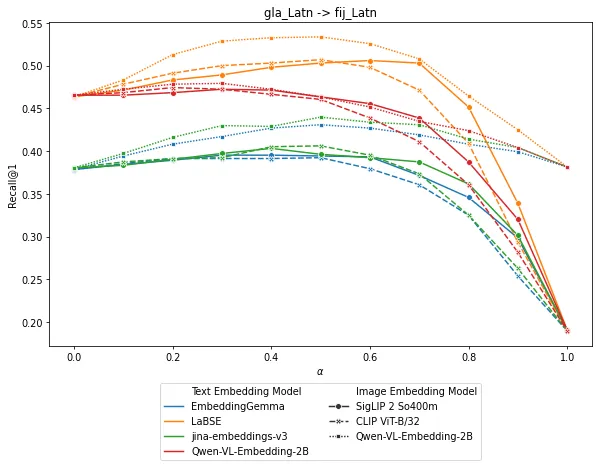 gla_Latn -> fij_Latn
Recall@1
0.55
0.50
0.45
0.40
0.35
0.30
0.25
0.20
0.0 0.2 0.4 0.6 0.8 1.0
α
Text Embedding Model
EmbeddingGemma
LaBSE
jina-embeddings-v3
Qwen-VL-Embedding-2B
Image Embedding Model
SigLIP 2 So400m
CLIP ViT-B/32
Qwen-VL-Embedding-2B